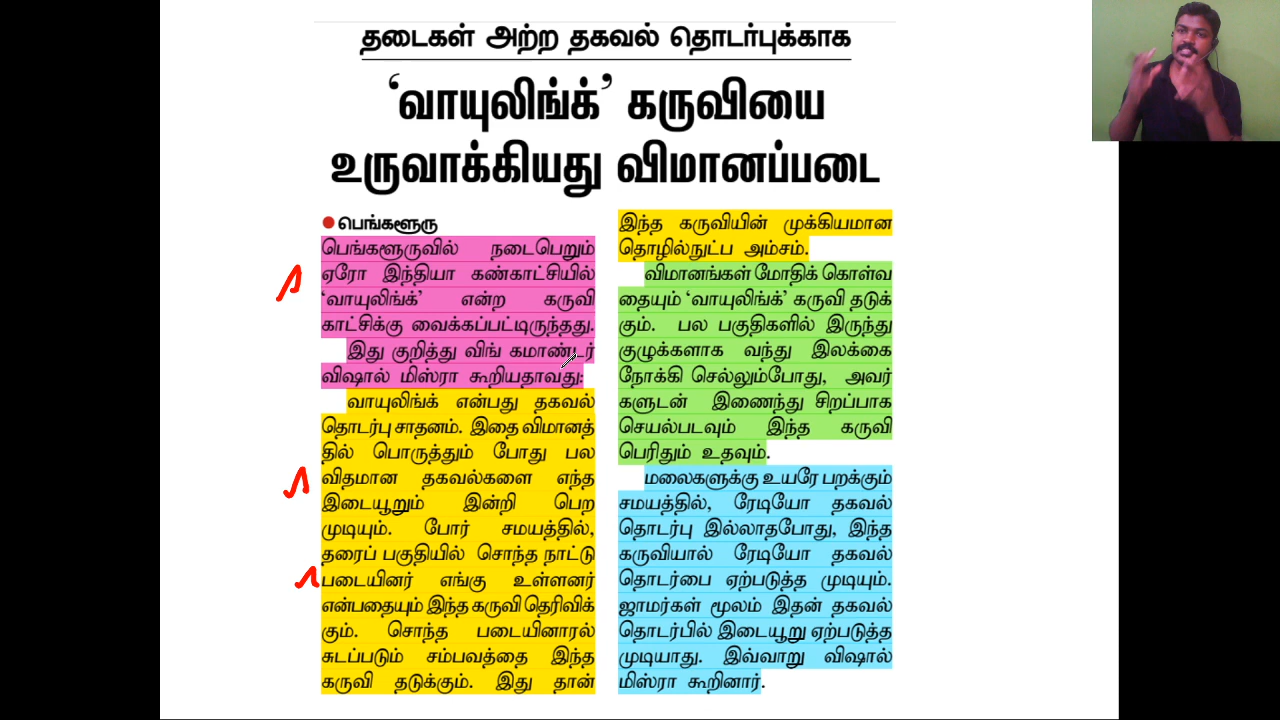 தடைகள் அற்ற தகவல் தொடர்புக்காக
‘வாயுலிங்க்’ கருவியை
உருவாக்கியது விமானப்படை
பெங்களூரு
பெங்களூருவில் நடைபெறும்
ஏரோ இந்தியா கண்காட்சியில்
‘வாயுலிங்க்’ என்ற கருவி
காட்சிக்கு வைக்கப்பட்டிருந்தது.
இது குறித்து விங் கமாண்டர்
விஷால் மிஸ்ரா கூறியதாவது:
வாயுலிங்க் என்பது தகவல்
தொடர்பு சாதனம். இதை விமானத்
தில் பொருத்தும் போது பல
விதமான தகவல்களை எந்த
இடையூறும் இன்றி பெற
முடியும். போர் சமயத்தில்,
தரைப் பகுதியில் சொந்த நாட்டு
படையினர் எங்கு உள்ளனர்
என்பதையும் இந்த கருவி தெரிவிக்
கும். சொந்த படையினாரல்
சுடப்படும் சம்பவத்தை இந்த
கருவி தடுக்கும். இது தான்
இந்த கருவியின் முக்கியமான
தொழில்நுட்ப அம்சம்.
விமானங்கள் மோதிக் கொள்வ
தையும் ‘வாயுலிங்க்’ கருவி தடுக்
கும். பல பகுதிகளில் இருந்து
குழுக்களாக வந்து இலக்கை
நோக்கி செல்லும்போது, அவர்
களுடன் இணைந்து சிறப்பாக
செயல்படவும் இந்த கருவி
பெரிதும் உதவும்.
மலைகளுக்கு உயரே பறக்கும்
சமயத்தில், ரேடியோ தகவல்
தொடர்பு இல்லாதபோது, இந்த
கருவியால் ரேடியோ தகவல்
தொடர்பை ஏற்படுத்த முடியும்.
ஜாமர்கள் மூலம் இதன் தகவல்
தொடர்பில் இடையூறு ஏற்படுத்த
முடியாது. இவ்வாறு விஷால்
மிஸ்ரா கூறினார்.